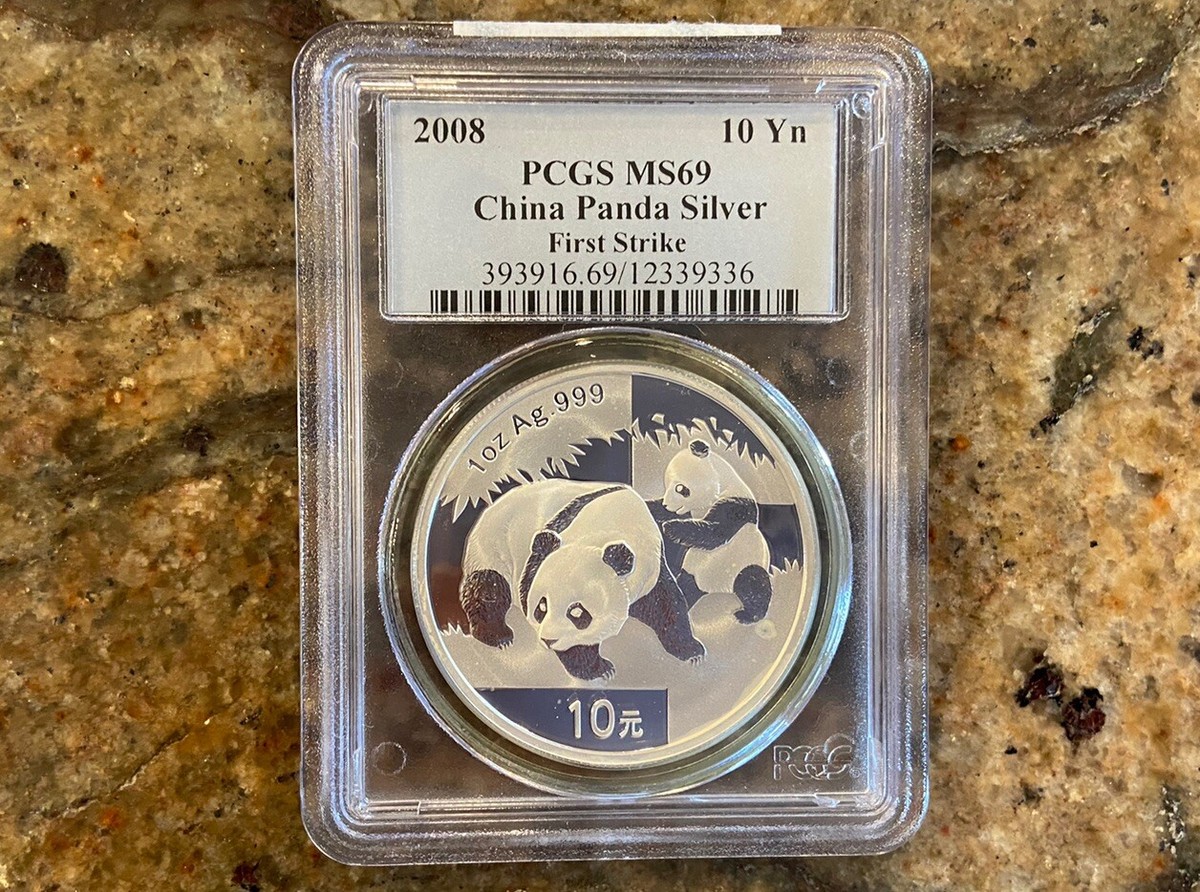 2008 10 Yn
PCGS MS69
China Panda Silver
First Strike
393916.69/12339336
1oz Ag.999
10元
PCGS